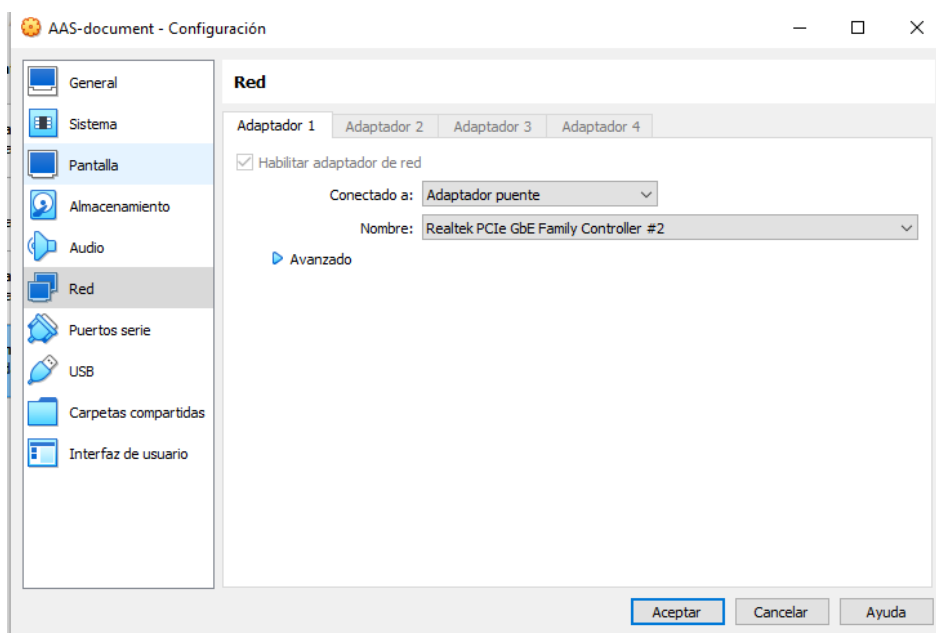 AAS-document - Configuración
General
Sistema
Pantalla
Almacenamiento
Audio
Red
Puertos serie
USB
Carpetas compartidas
Interfaz de usuario
Red
Adaptador 1 Adaptador 2 Adaptador 3 Adaptador 4
Habilitar adaptador de red
Conectado a: Adaptador puente
Nombre: Realtek PCIe GbE Family Controller #2
Avanzado
Aceptar Cancelar Ayuda